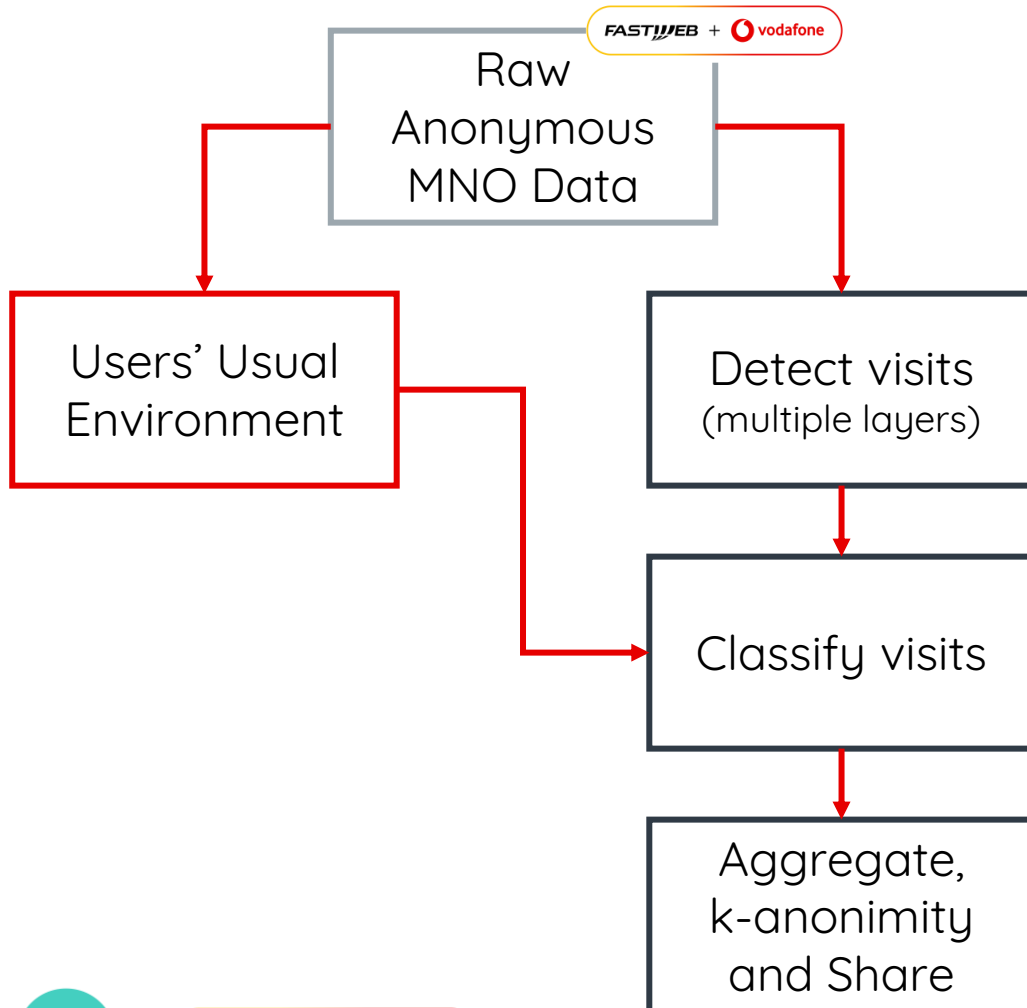 FASTWEB + vodafone
Raw
Anonymous
MNO Data
Users’ Usual
Environment
Detect visits
(multiple layers)
Classify visits
Aggregate,
k-anonimity
and Share